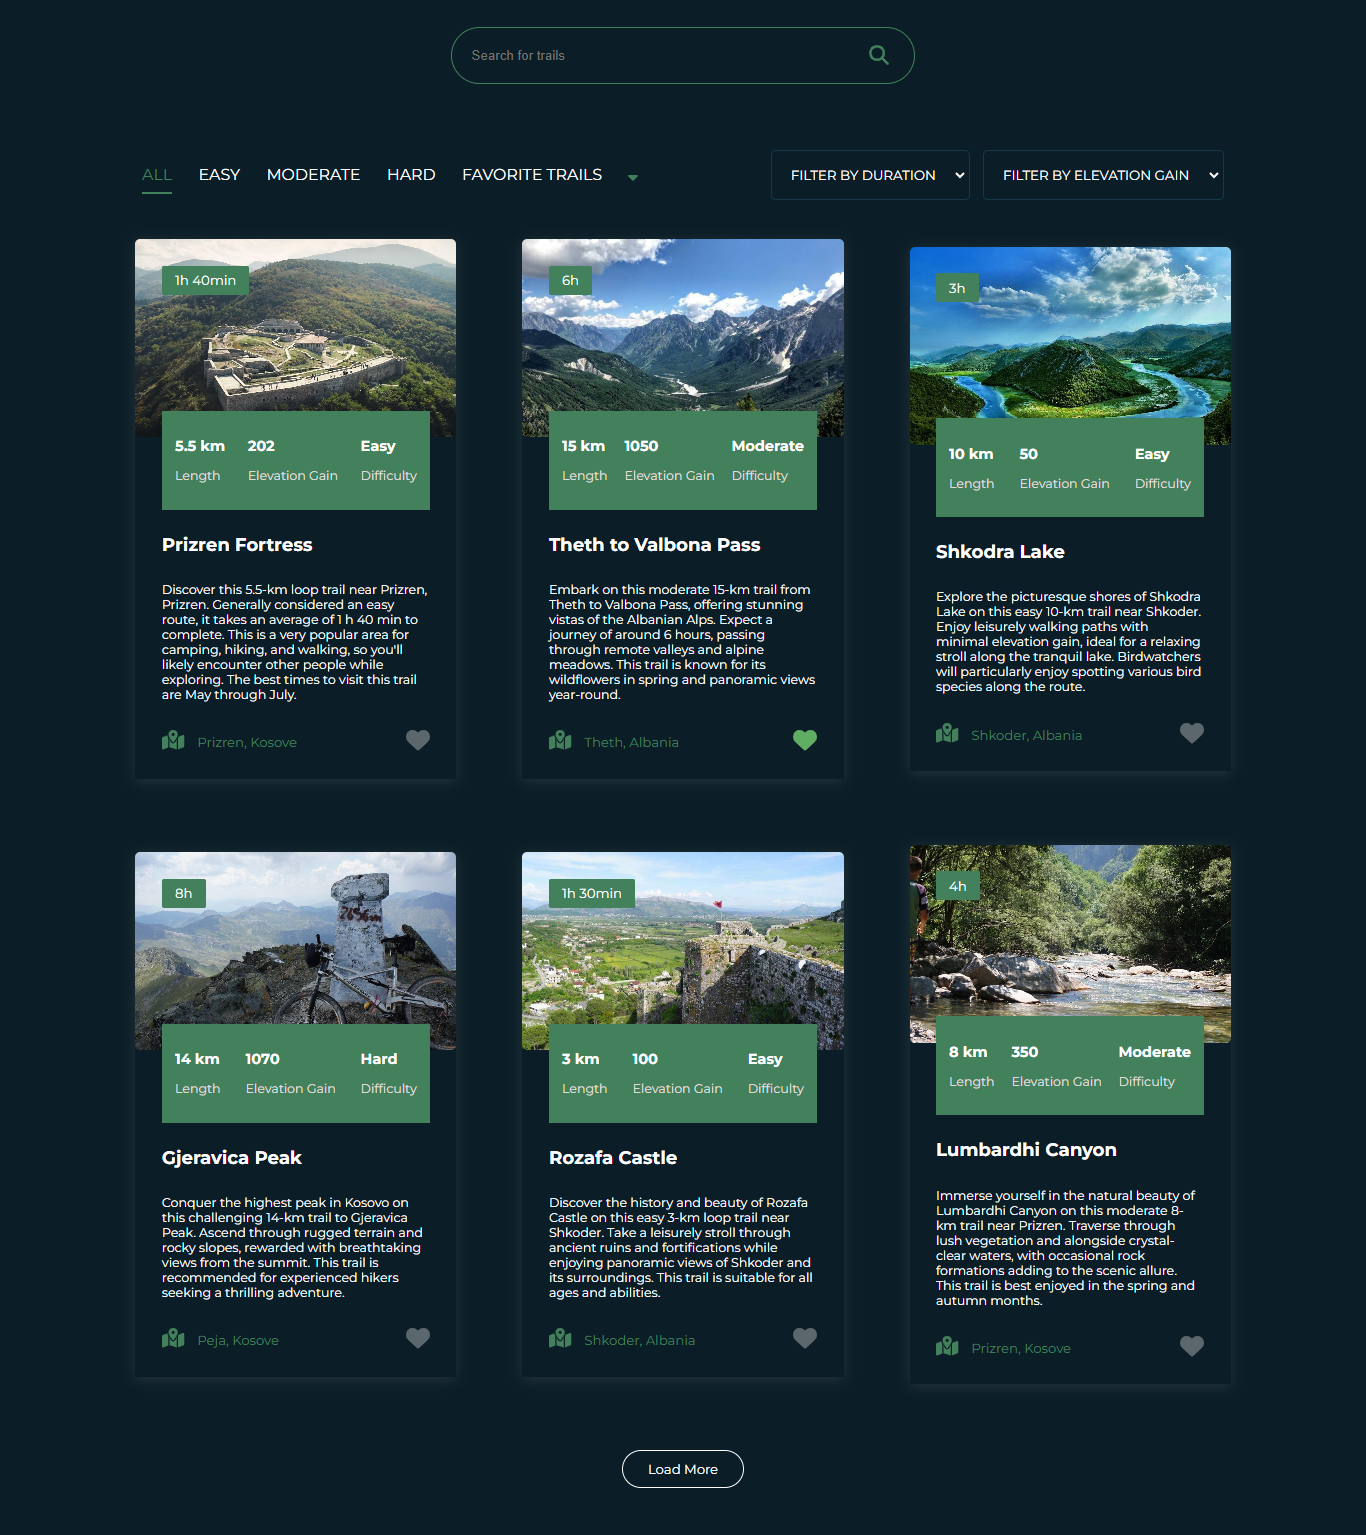 Search for trails
ALL EASY MODERATE HARD FAVORITE TRAILS FILTER BY DURATION FILTER BY ELEVATION GAIN
1h 40min
5.5 km 202 Easy
Length Elevation Gain Difficulty
Prizren Fortress
Discover this 5.5-km loop trail near Prizren,
Prizren. Generally considered an easy
route, it takes an average of 1 h 40 min to
complete. This is a very popular area for
camping, hiking, and walking, so you'll
likely encounter other people while
exploring. The best times to visit this trail
are May through July.
Prizren, Kosove
6h
15 km 1050 Moderate
Length Elevation Gain Difficulty
Theth to Valbona Pass
Embark on this moderate 15-km trail from
Theth to Valbona Pass, offering stunning
vistas of the Albanian Alps. Expect a
journey of around 6 hours, passing
through remote valleys and alpine
meadows. This trail is known for its
wildflowers in spring and panoramic views
year-round.
Theth, Albania
3h
10 km 50 Easy
Length Elevation Gain Difficulty
Shkodra Lake
Explore the picturesque shores of Shkodra
Lake on this easy 10-km trail near Shkoder.
Enjoy leisurely walking paths with
minimal elevation gain, ideal for a relaxing
stroll along the tranquil lake. Birdwatchers
will particularly enjoy spotting various bird
species along the route.
Shkoder, Albania
8h
14 km 1070 Hard
Length Elevation Gain Difficulty
Gjeravica Peak
Conquer the highest peak in Kosovo on
this challenging 14-km trail to Gjeravica
Peak. Ascend through rugged terrain and
rocky slopes, rewarded with breathtaking
views from the summit. This trail is
recommended for experienced hikers
seeking a thrilling adventure.
Peja, Kosove
1h 30min
3 km 100 Easy
Length Elevation Gain Difficulty
Rozafa Castle
Discover the history and beauty of Rozafa
Castle on this easy 3-km loop trail near
Shkoder. Take a leisurely stroll through
ancient ruins and fortifications while
enjoying panoramic views of Shkoder and
its surroundings. This trail is suitable for all
ages and abilities.
Shkoder, Albania
4h
8 km 350 Moderate
Length Elevation Gain Difficulty
Lumbardhi Canyon
Immerse yourself in the natural beauty of
Lumbardhi Canyon on this moderate 8-
km trail near Prizren. Traverse through
lush vegetation and alongside crystal-
clear waters, with occasional rock
formations adding to the scenic allure.
This trail is best enjoyed in the spring and
autumn months.
Prizren, Kosove
Load More